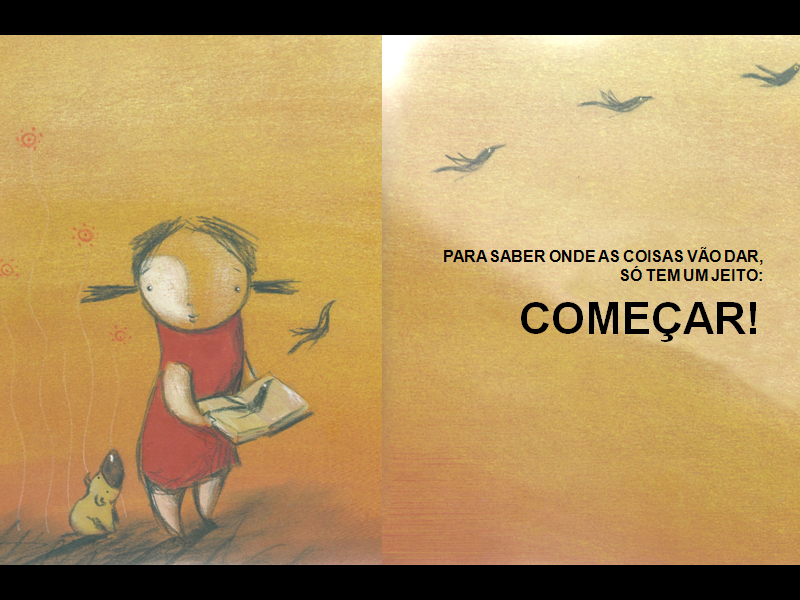 PARA SABER ONDE AS COISAS VÃO DAR,
SÓ TEM UM JEITO:
COMEÇAR!